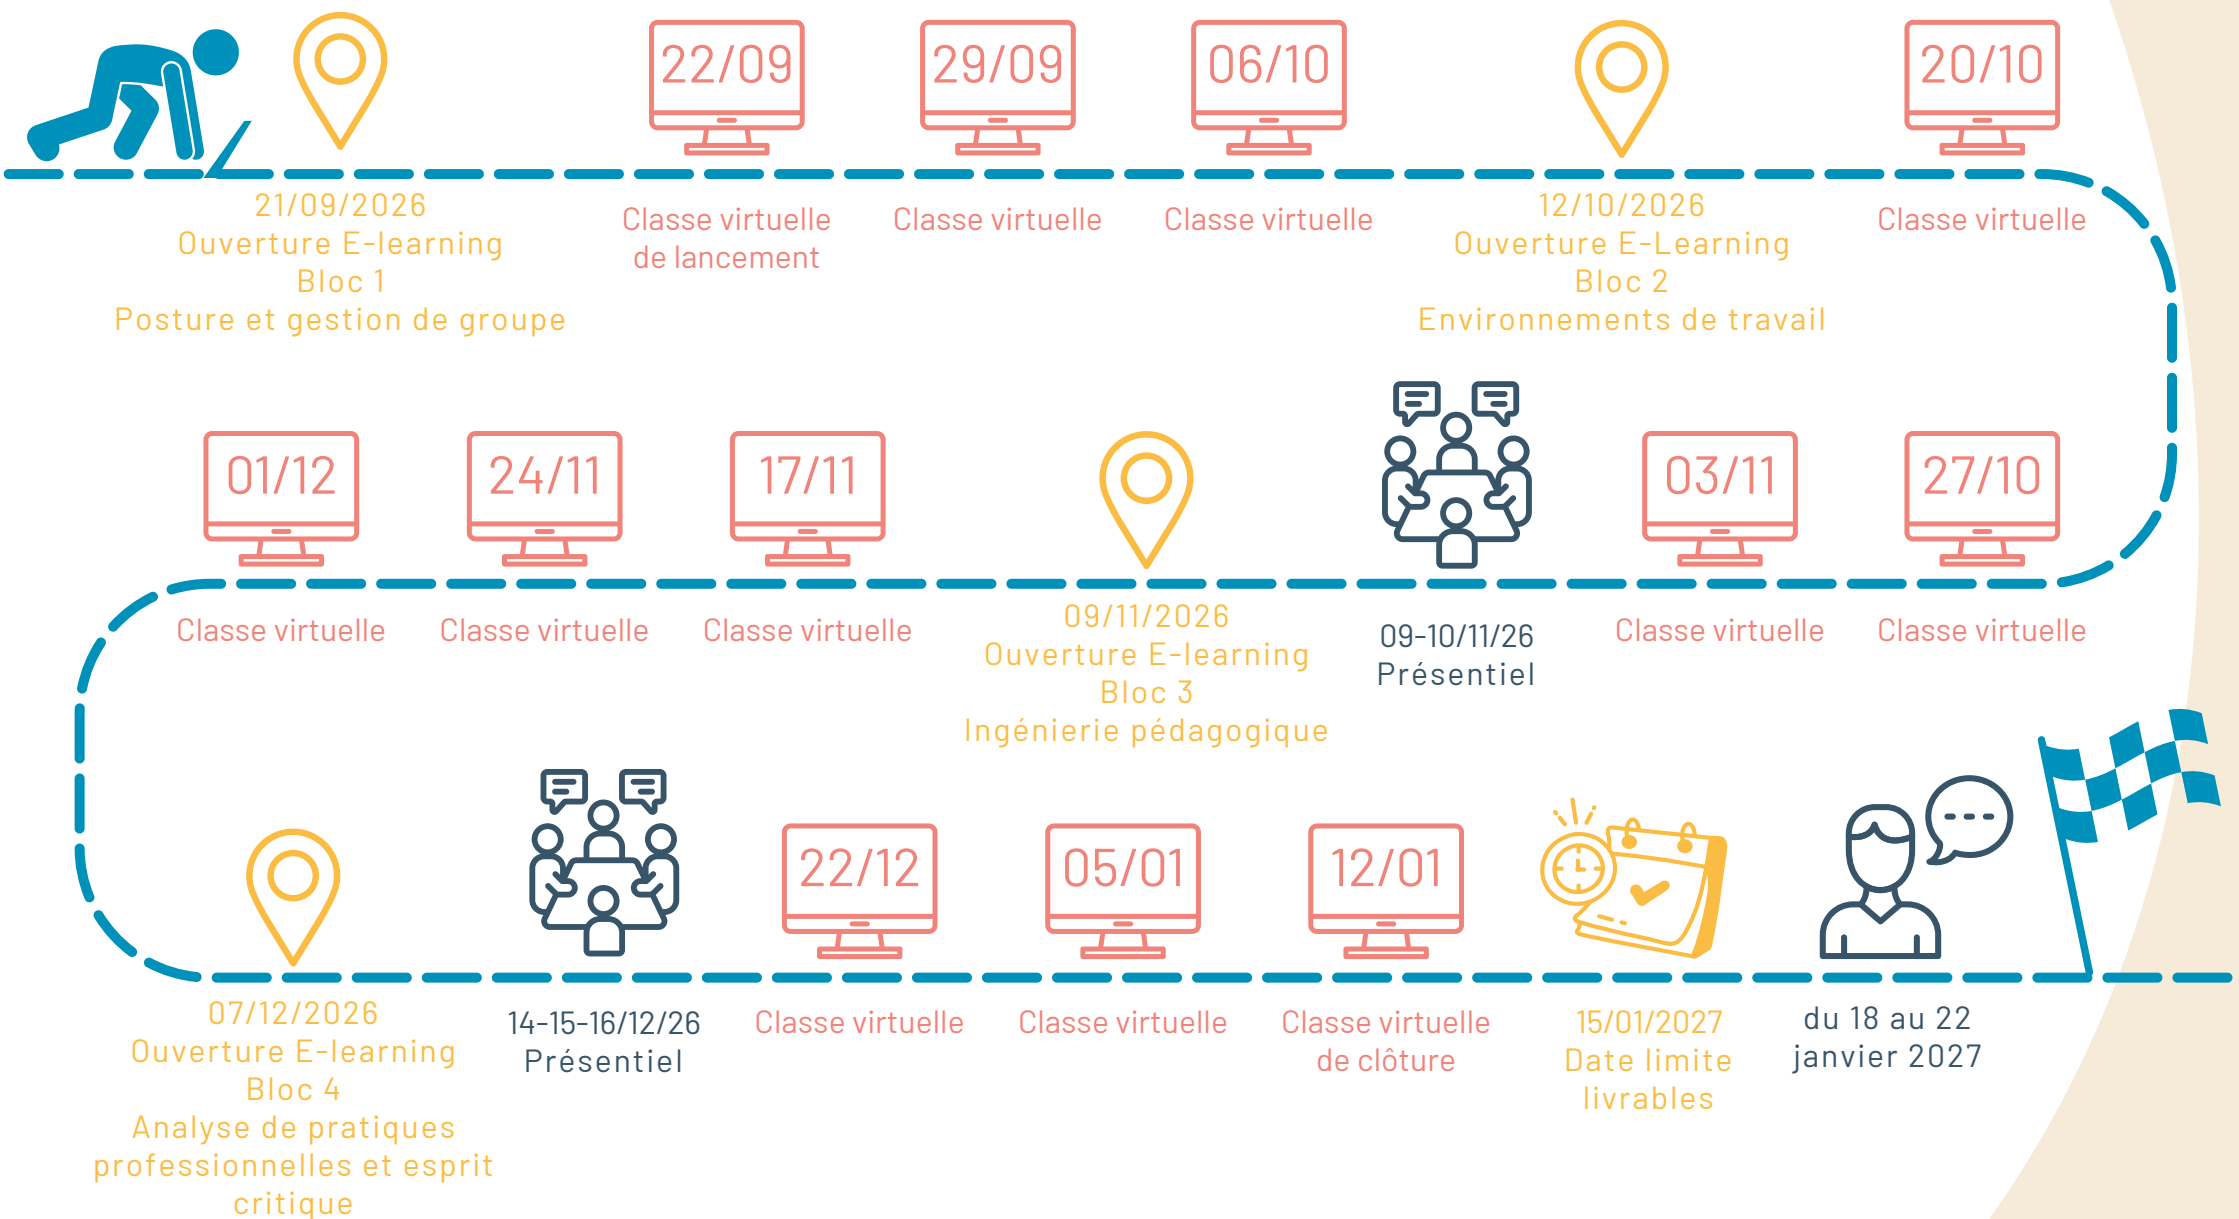 22/09
29/09
06/10
20/10
21/09/2026
Ouverture E-learning
Bloc 1
Posture et gestion de groupe
Classe virtuelle
de lancement
Classe virtuelle
Classe virtuelle
12/10/2026
Ouverture E-Learning
Bloc 2
Environnements de travail
Classe virtuelle
01/12
24/11
17/11
03/11
27/10
Classe virtuelle
Classe virtuelle
Classe virtuelle
09/11/2026
Ouverture E-learning
Bloc 3
Ingénierie pédagogique
09-10/11/26
Présentiel
Classe virtuelle
Classe virtuelle
22/12
05/01
12/01
07/12/2026
Ouverture E-learning
Bloc 4
Analyse de pratiques
professionnelles et esprit
critique
14-15-16/12/26
Présentiel
Classe virtuelle
Classe virtuelle
Classe virtuelle
de clôture
15/01/2027
Date limite
livrables
du 18 au 22
janvier 2027